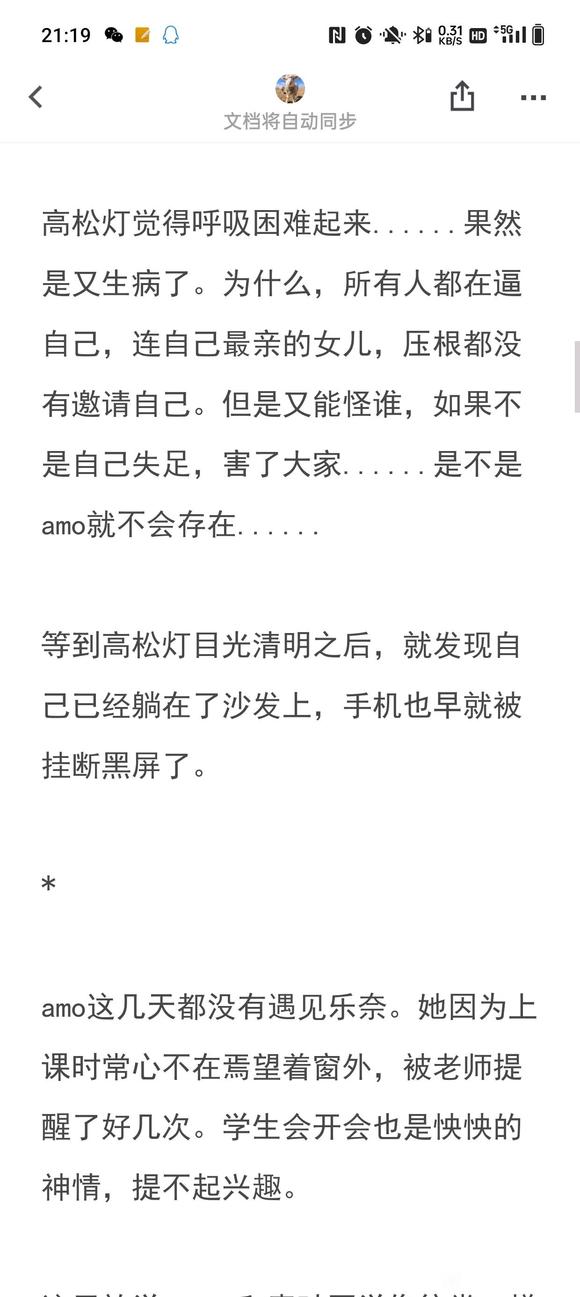 21:19
0.31
KB/S
HD
5G
文档将自动同步
高松灯觉得呼吸困难起来......果然
是又生病了。为什么，所有人都在逼
自己，连自己最亲的女儿，压根都没
有邀请自己。但是又能怪谁，如果不
是自己失足，害了大家......是不是
amo就不会存在......
等到高松灯目光清明之后，就发现自
己已经躺在了沙发上，手机也早就被
挂断黑屏了。
*
amo这几天都没有遇见乐奈。她因为上
课时常心不在焉望着窗外，被老师提
醒了好几次。学生会开会也是怏怏的
神情，提不起兴趣。